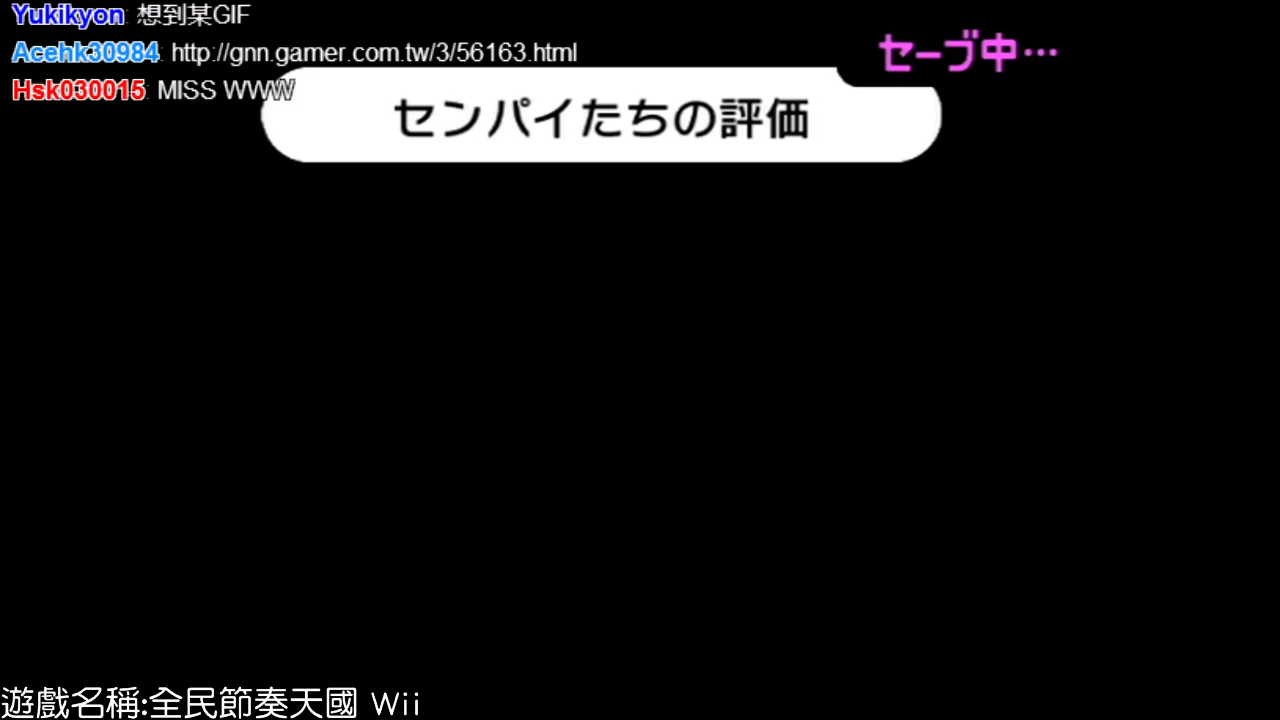 Yukikyon: 想到某GIF
Acehk30984: http://gnn.gamer.com.tw/3/56163.html
セーブ中…
Hsk030015: MISS WWW
センパイたちの評価
遊戲名稱:全民節奏天國 Wii